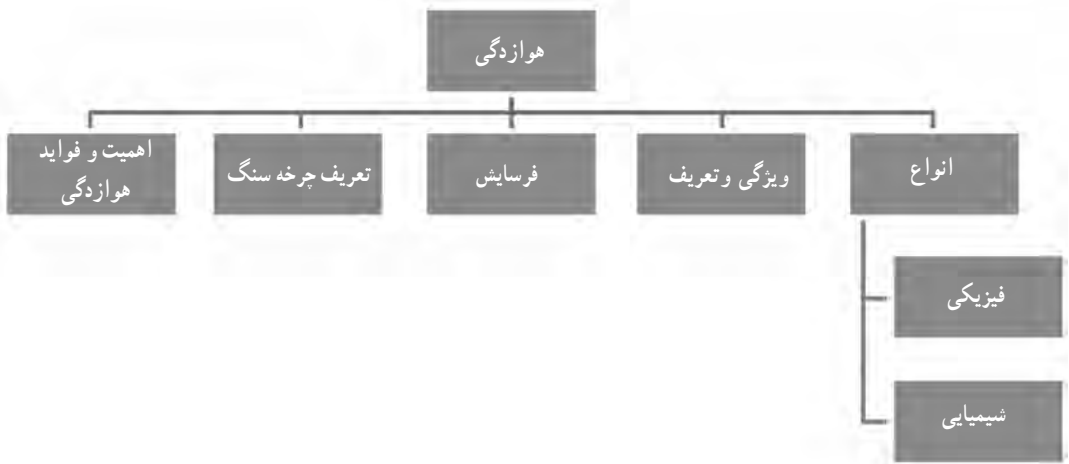 هوازدگی
انواع
ویژگی و تعریف
فرسایش
تعریف چرخه سنگ
اهمیت و فواید
هوازدگی
فیزیکی
شیمیایی